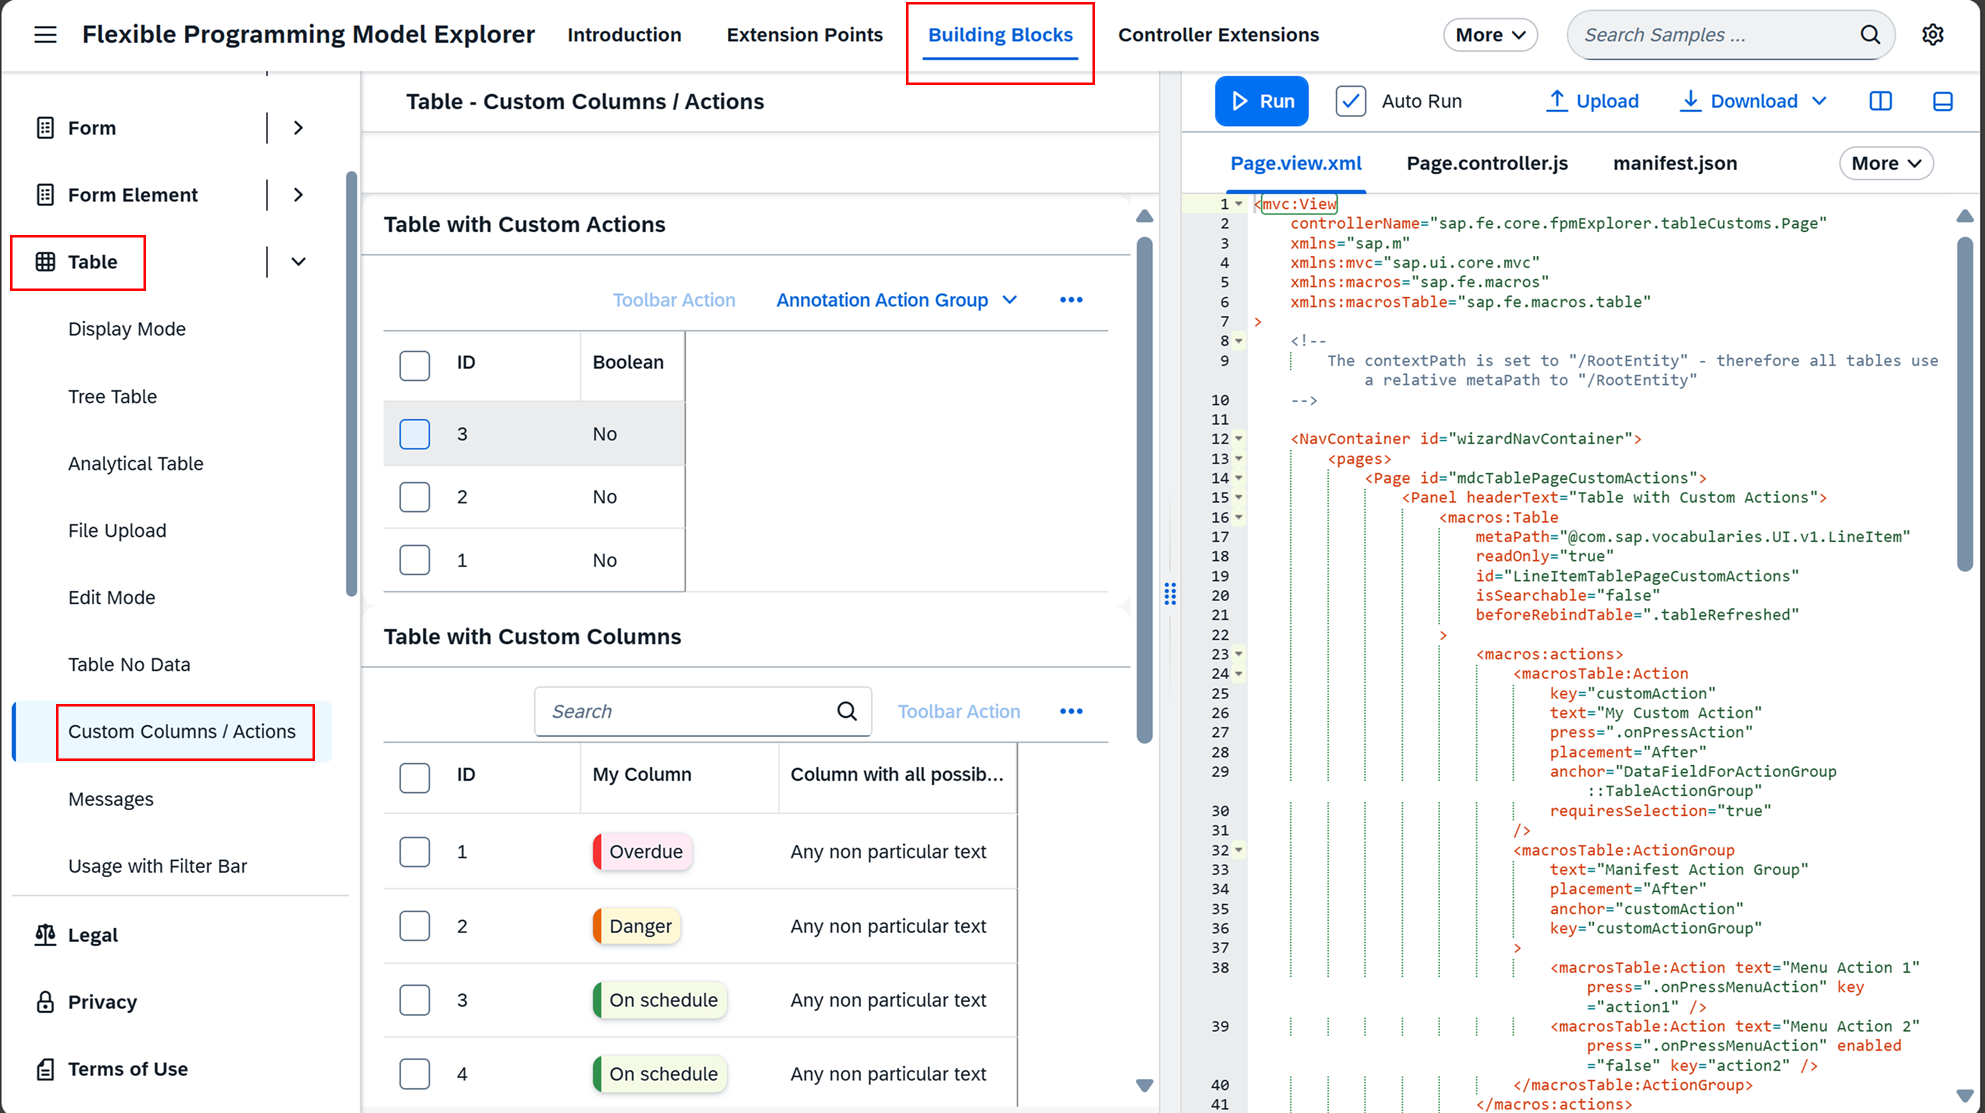 Flexible Programming Model Explorer
Introduction
Extension Points
Building Blocks
Controller Extensions
More
Search Samples ...
Form
Form Element
Table
Display Mode
Tree Table
Analytical Table
File Upload
Edit Mode
Table No Data
Custom Columns / Actions
Messages
Usage with Filter Bar
Legal
Privacy
Terms of Use
Table - Custom Columns / Actions
Table with Custom Actions
Toolbar Action
Annotation Action Group
ID Boolean
3 No
2 No
1 No
Table with Custom Columns
Search
Toolbar Action
ID My Column Column with all possib...
1 Overdue Any non particular text
2 Danger Any non particular text
3 On schedule Any non particular text
4 On schedule Any non particular text
Run
Auto Run
Upload
Download
Page.view.xml
Page.controller.js
manifest.json
More
1 <mvc:View
2 controllerName="sap.fe.core.fpmExplorer.tableCustoms.Page"
3 xmlns="sap.m"
4 xmlns:mvc="sap.ui.core.mvc"
5 xmlns:macros="sap.fe.macros"
6 xmlns:macrosTable="sap.fe.macros.table"
7 >
8 <!--
9 The contextPath is set to "/RootEntity" - therefore all tables use
a relative metaPath to "/RootEntity"
10 -->
11
12 <NavContainer id="wizardNavContainer">
13 <pages>
14 <Page id="mdcTablePageCustomActions">
15 <Panel headerText="Table with Custom Actions">
16 <macros:Table
17 metaPath="@com.sap.vocabularies.UI.v1.LineItem"
18 readOnly="true"
19 id="LineItemTablePageCustomActions"
20 isSearchable="false"
21 beforeRebindTable=".tableRefreshed"
22 >
23 <macros:actions>
24 <macrosTable:Action
25 key="customAction"
26 text="My Custom Action"
27 press=".onPressAction"
28 placement="After"
29 anchor="DataFieldForActionGroup
::TableActionGroup"
30 requiresSelection="true"
31 />
32 <macrosTable:ActionGroup
33 text="Manifest Action Group"
34 placement="After"
35 anchor="customAction"
36 key="customActionGroup"
37 >
38 <macrosTable:Action text="Menu Action 1"
press=".onPressMenuAction" key
="action1" />
39 <macrosTable:Action text="Menu Action 2"
press=".onPressMenuAction" enabled
="false" key="action2" />
40 </macrosTable:ActionGroup>
41 </macros:actions>